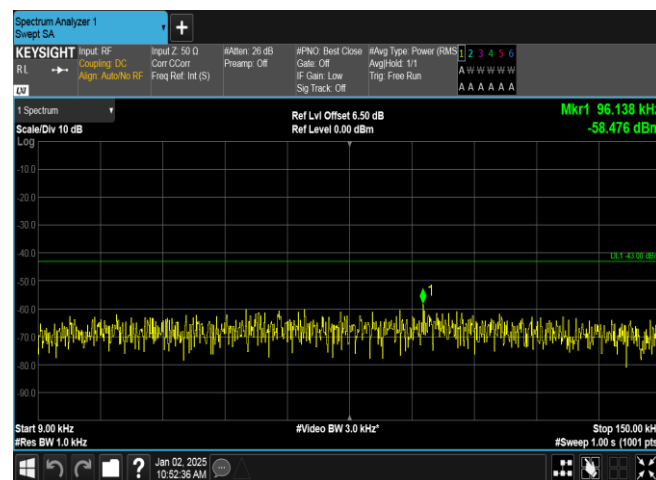 Spectrum Analyzer 1
Swept SA
+
KEYSIGHT
RL
LXI
Input: RF
Coupling: DC
Align: Auto/No RF
Input Z: 50 Ω
Corr CCorr
Freq Ref: Int (S)
#Atten: 26 dB
Preamp: Off
#PNO: Best Close
Gate: Off
IF Gain: Low
Sig Track: Off
#Avg Type: Power (RMS
Avg|Hold: 1/1
Trig: Free Run
1 2 3 4 5 6
A W W W W W
A A A A A A
1 Spectrum
Scale/Div 10 dB
Log
Ref Lvl Offset 6.50 dB
Ref Level 0.00 dBm
Mkr1 96.138 kHz
-58.476 dBm
-10.0
-20.0
-30.0
-40.0
DL1 -43.00 dBm
-50.0
1
-60.0
-70.0
-80.0
-90.0
Start 9.00 kHz
#Res BW 1.0 kHz
#Video BW 3.0 kHz*
Stop 150.00 kHz
#Sweep 1.00 s (1001 pts)
?
Jan 02, 2025
10:52:36 AM